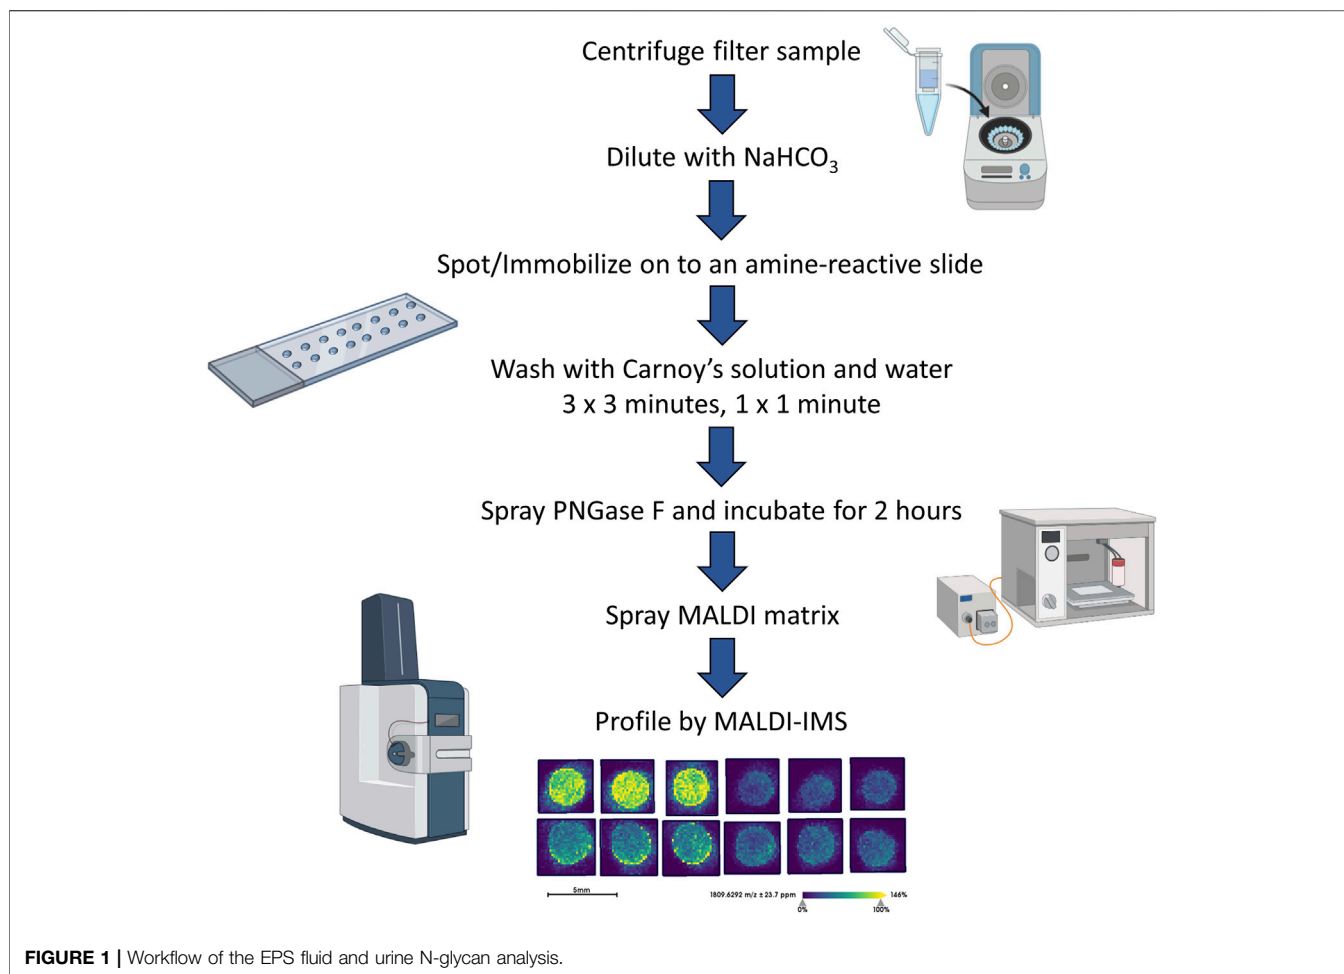 Centrifuge filter sample
Dilute with NaHCO₃
Spot/Immobilize on to an amine-reactive slide
Wash with Carnoy’s solution and water
3 x 3 minutes, 1 x 1 minute
Spray PNGase F and incubate for 2 hours
Spray MALDI matrix
Profile by MALDI-IMS
5mm
1809.6292 m/z ± 23.7 ppm
146%
0%
100%
FIGURE 1 | Workflow of the EPS fluid and urine N-glycan analysis.